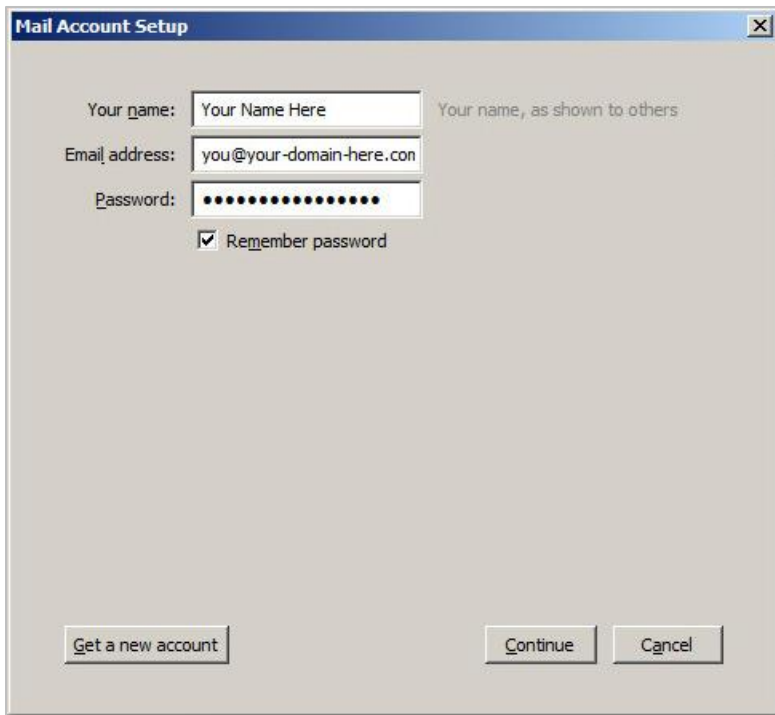 Mail Account Setup
Your name: Your Name Here Your name, as shown to others
Email address: you@your-domain-here.com
Password: ••••••••••••••••
Remember password
Get a new account Continue Cancel